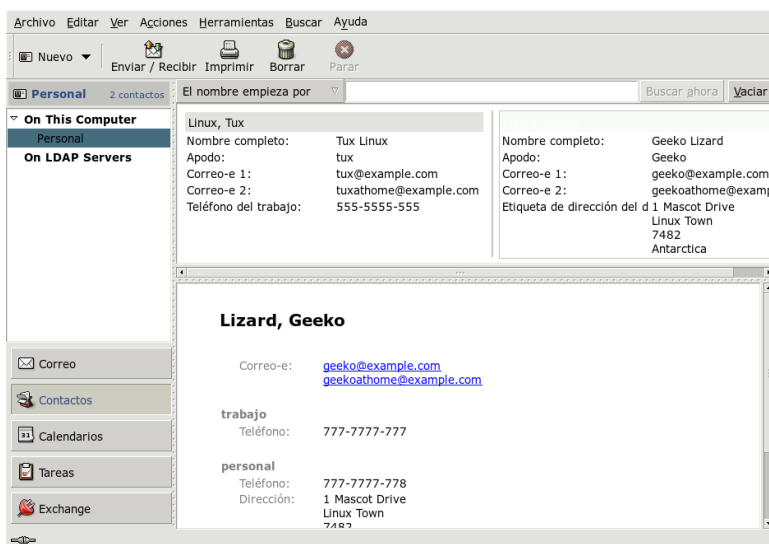 Archivo Editar Ver Acciones Herramientas Buscar Ayuda
Nuevo Enviar / Recibir Imprimir Borrar Parar
Personal 2 contactos
El nombre empieza por Buscar ahora Vaciar
On This Computer
Personal
On LDAP Servers
Linux, Tux
Nombre completo: Tux Linux
Apodo: tux
Correo-e 1: tux@example.com
Correo-e 2: tuxathome@example.com
Teléfono del trabajo: 555-5555-555
Nombre completo: Geeko Lizard
Apodo: Geeko
Correo-e 1: geeko@example.com
Correo-e 2: geekoathome@examp
Etiqueta de dirección del d 1 Mascot Drive
Linux Town
7482
Antarctica
Lizard, Geeko
Correo-e: geeko@example.com
geekoathome@example.com
trabajo
Teléfono: 777-7777-777
personal
Teléfono: 777-7777-778
Dirección: 1 Mascot Drive
Linux Town
7482
Correo
Contactos
31 Calendarios
Tareas
Exchange